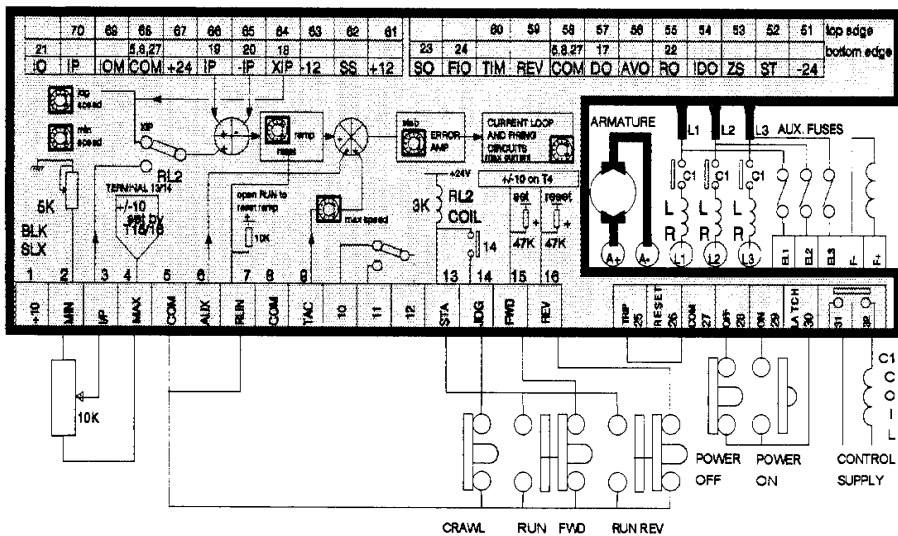 70 69 68 67 66 65 64 63 62 61 60 59 58 57 56 55 54 53 52 51 top edge
21 5,8,27 19 20 18 23 24 5,8,27 17 22 bottom edge
IO IP IOM COM +24 IP -IP XIP -12 SS +12 SO FIO TIM REV COM DO AVO RO IDO ZS ST -24
jog speed
min speed
XIP
RL2
TERMINAL 13/14
+/-10
set by
T15/16
5K
BLK
SLX
ramp
reset
open RUN to
reset ramp
10K
max speed
stab
ERROR
AMP
CURRENT LOOP
AND FIRING
CIRCUITS
max current
+24V
3K
RL2
COIL
14
+/-10 on T4
set reset
47K 47K
ARMATURE
L1 L2 L3 AUX. FUSES
C1 C1 C1
L L L
R R R
A+ A- L1 L2 L3 EL1 EL2 EL3 F- F+
1 2 3 4 5 6 7 8 9 10 11 12 13 14 15 16
+10 MIN I/P MAX COM AUX RUN COM TAC STA JOG FWD REV
TRIP 25
RESET 26
COM 27
OFF 28
ON 29
LATCH 30
31 32
10K
C1
COIL
POWER OFF
POWER ON
CONTROL SUPPLY
CRAWL RUN FWD RUN REV